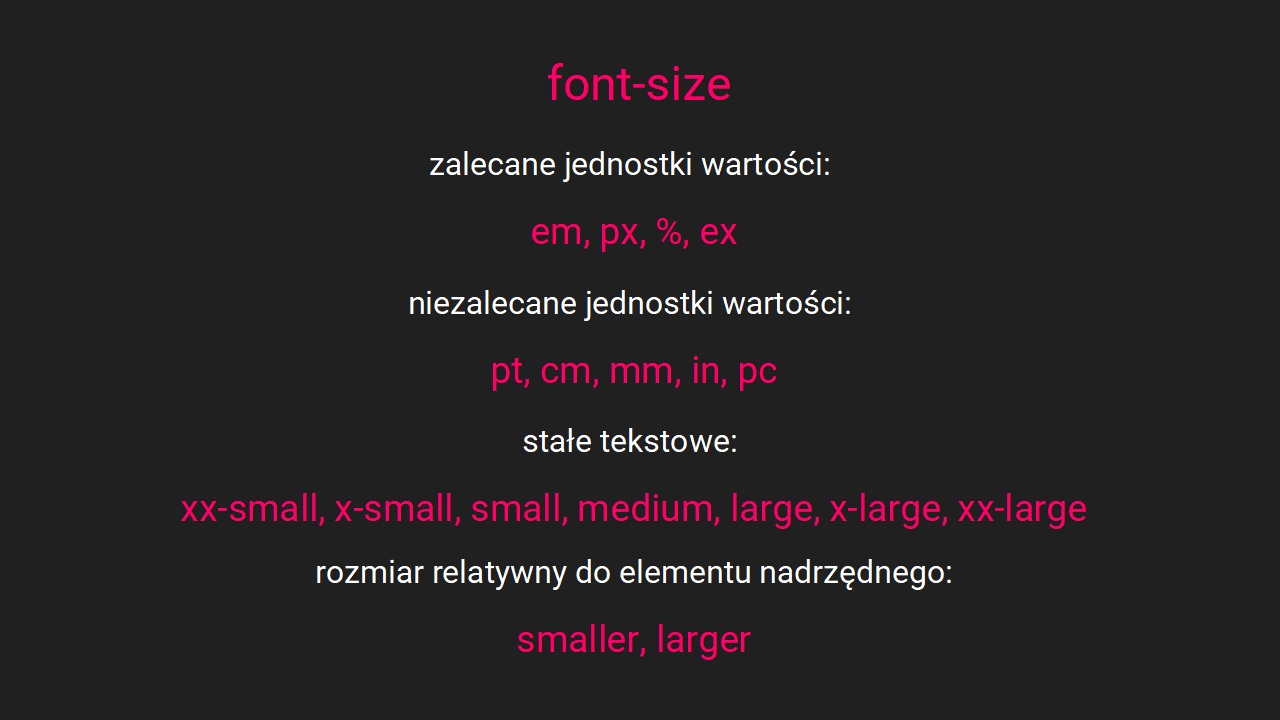 font-size
zalecane jednostki wartości:
em, px, %, ex
niezalecane jednostki wartości:
pt, cm, mm, in, pc
stałe tekstowe:
xx-small, x-small, small, medium, large, x-large, xx-large
rozmiar relatywny do elementu nadrzędnego:
smaller, larger